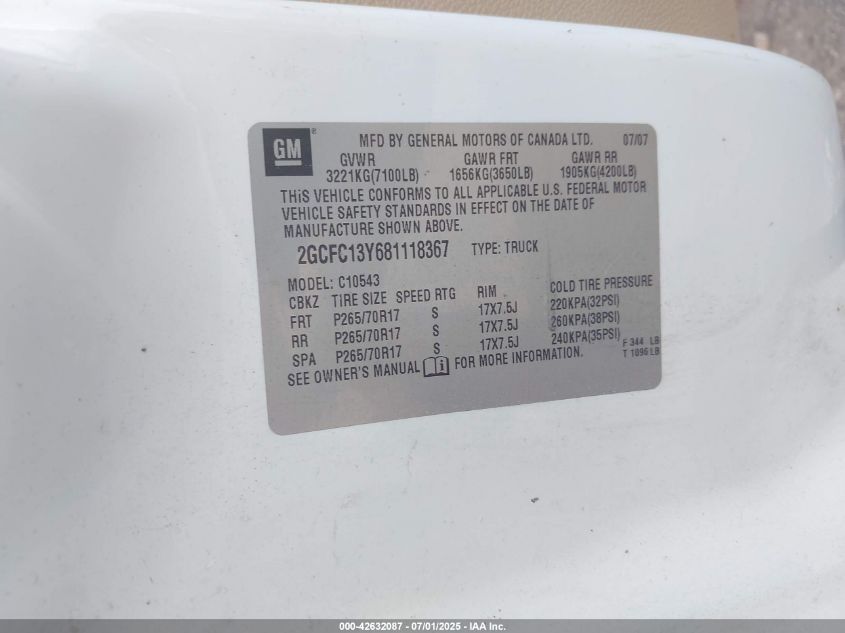 GM ® MFD BY GENERAL MOTORS OF CANADA LTD. 07/07
GVWR GAWR FRT GAWR RR
3221KG(7100LB) 1656KG(3650LB) 1905KG(4200LB)
THIS VEHICLE CONFORMS TO ALL APPLICABLE U.S. FEDERAL MOTOR
VEHICLE SAFETY STANDARDS IN EFFECT ON THE DATE OF
MANUFACTURE SHOWN ABOVE.
2GCFC13Y681118367 TYPE: TRUCK
MODEL: C10543
CBKZ TIRE SIZE SPEED RTG RIM COLD TIRE PRESSURE
FRT P265/70R17 S 17X7.5J 220KPA(32PSI)
RR P265/70R17 S 17X7.5J 260KPA(38PSI)
SPA P265/70R17 S 17X7.5J 240KPA(35PSI)
SEE OWNER'S MANUAL i FOR MORE INFORMATION.
F 344 LB
T 1096 LB
000-42632087 - 07/01/2025 - IAA Inc.